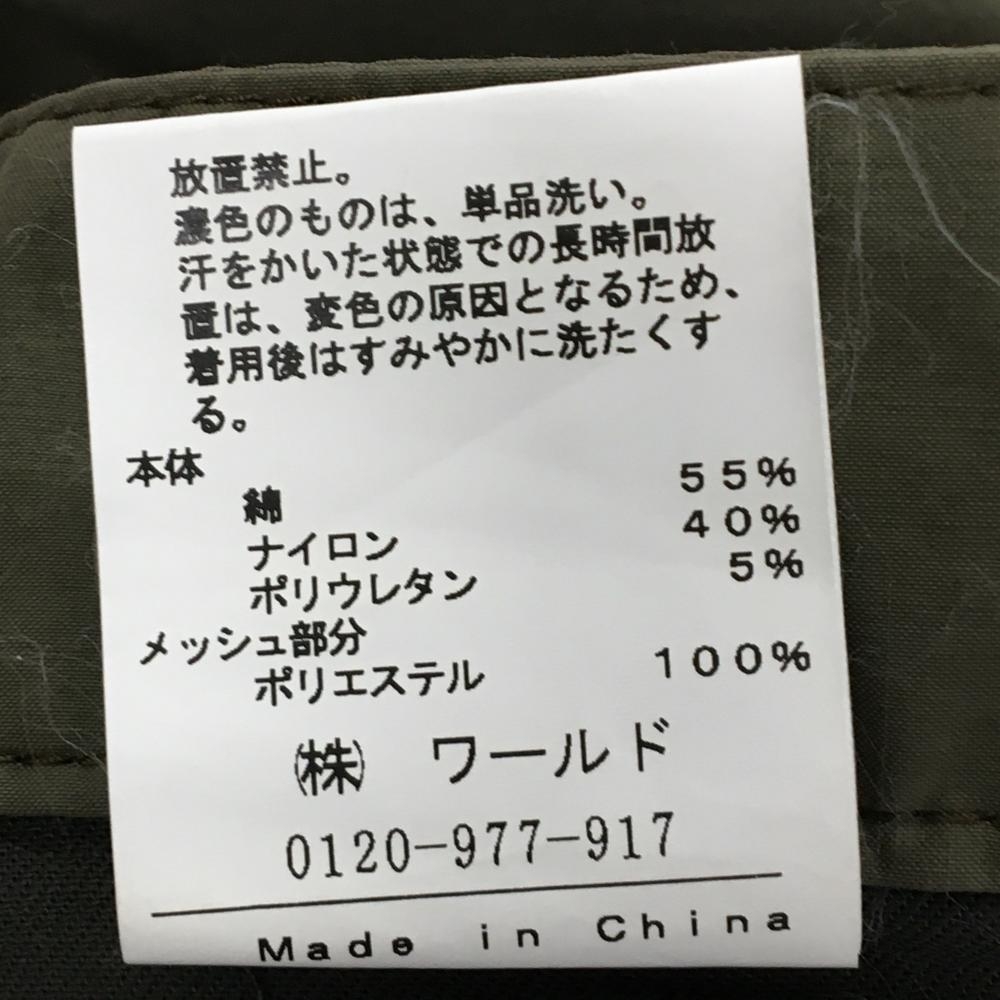 放置禁止。
濃色のものは、単品洗い。
汗をかいた状態での長時間放
置は、変色の原因となるため、
着用後はすみやかに洗たくす
る。
本体
綿 55%
ナイロン 40%
ポリウレタン 5%
メッシュ部分
ポリエステル 100%
㈱ ワールド
0120-977-917
Made in China